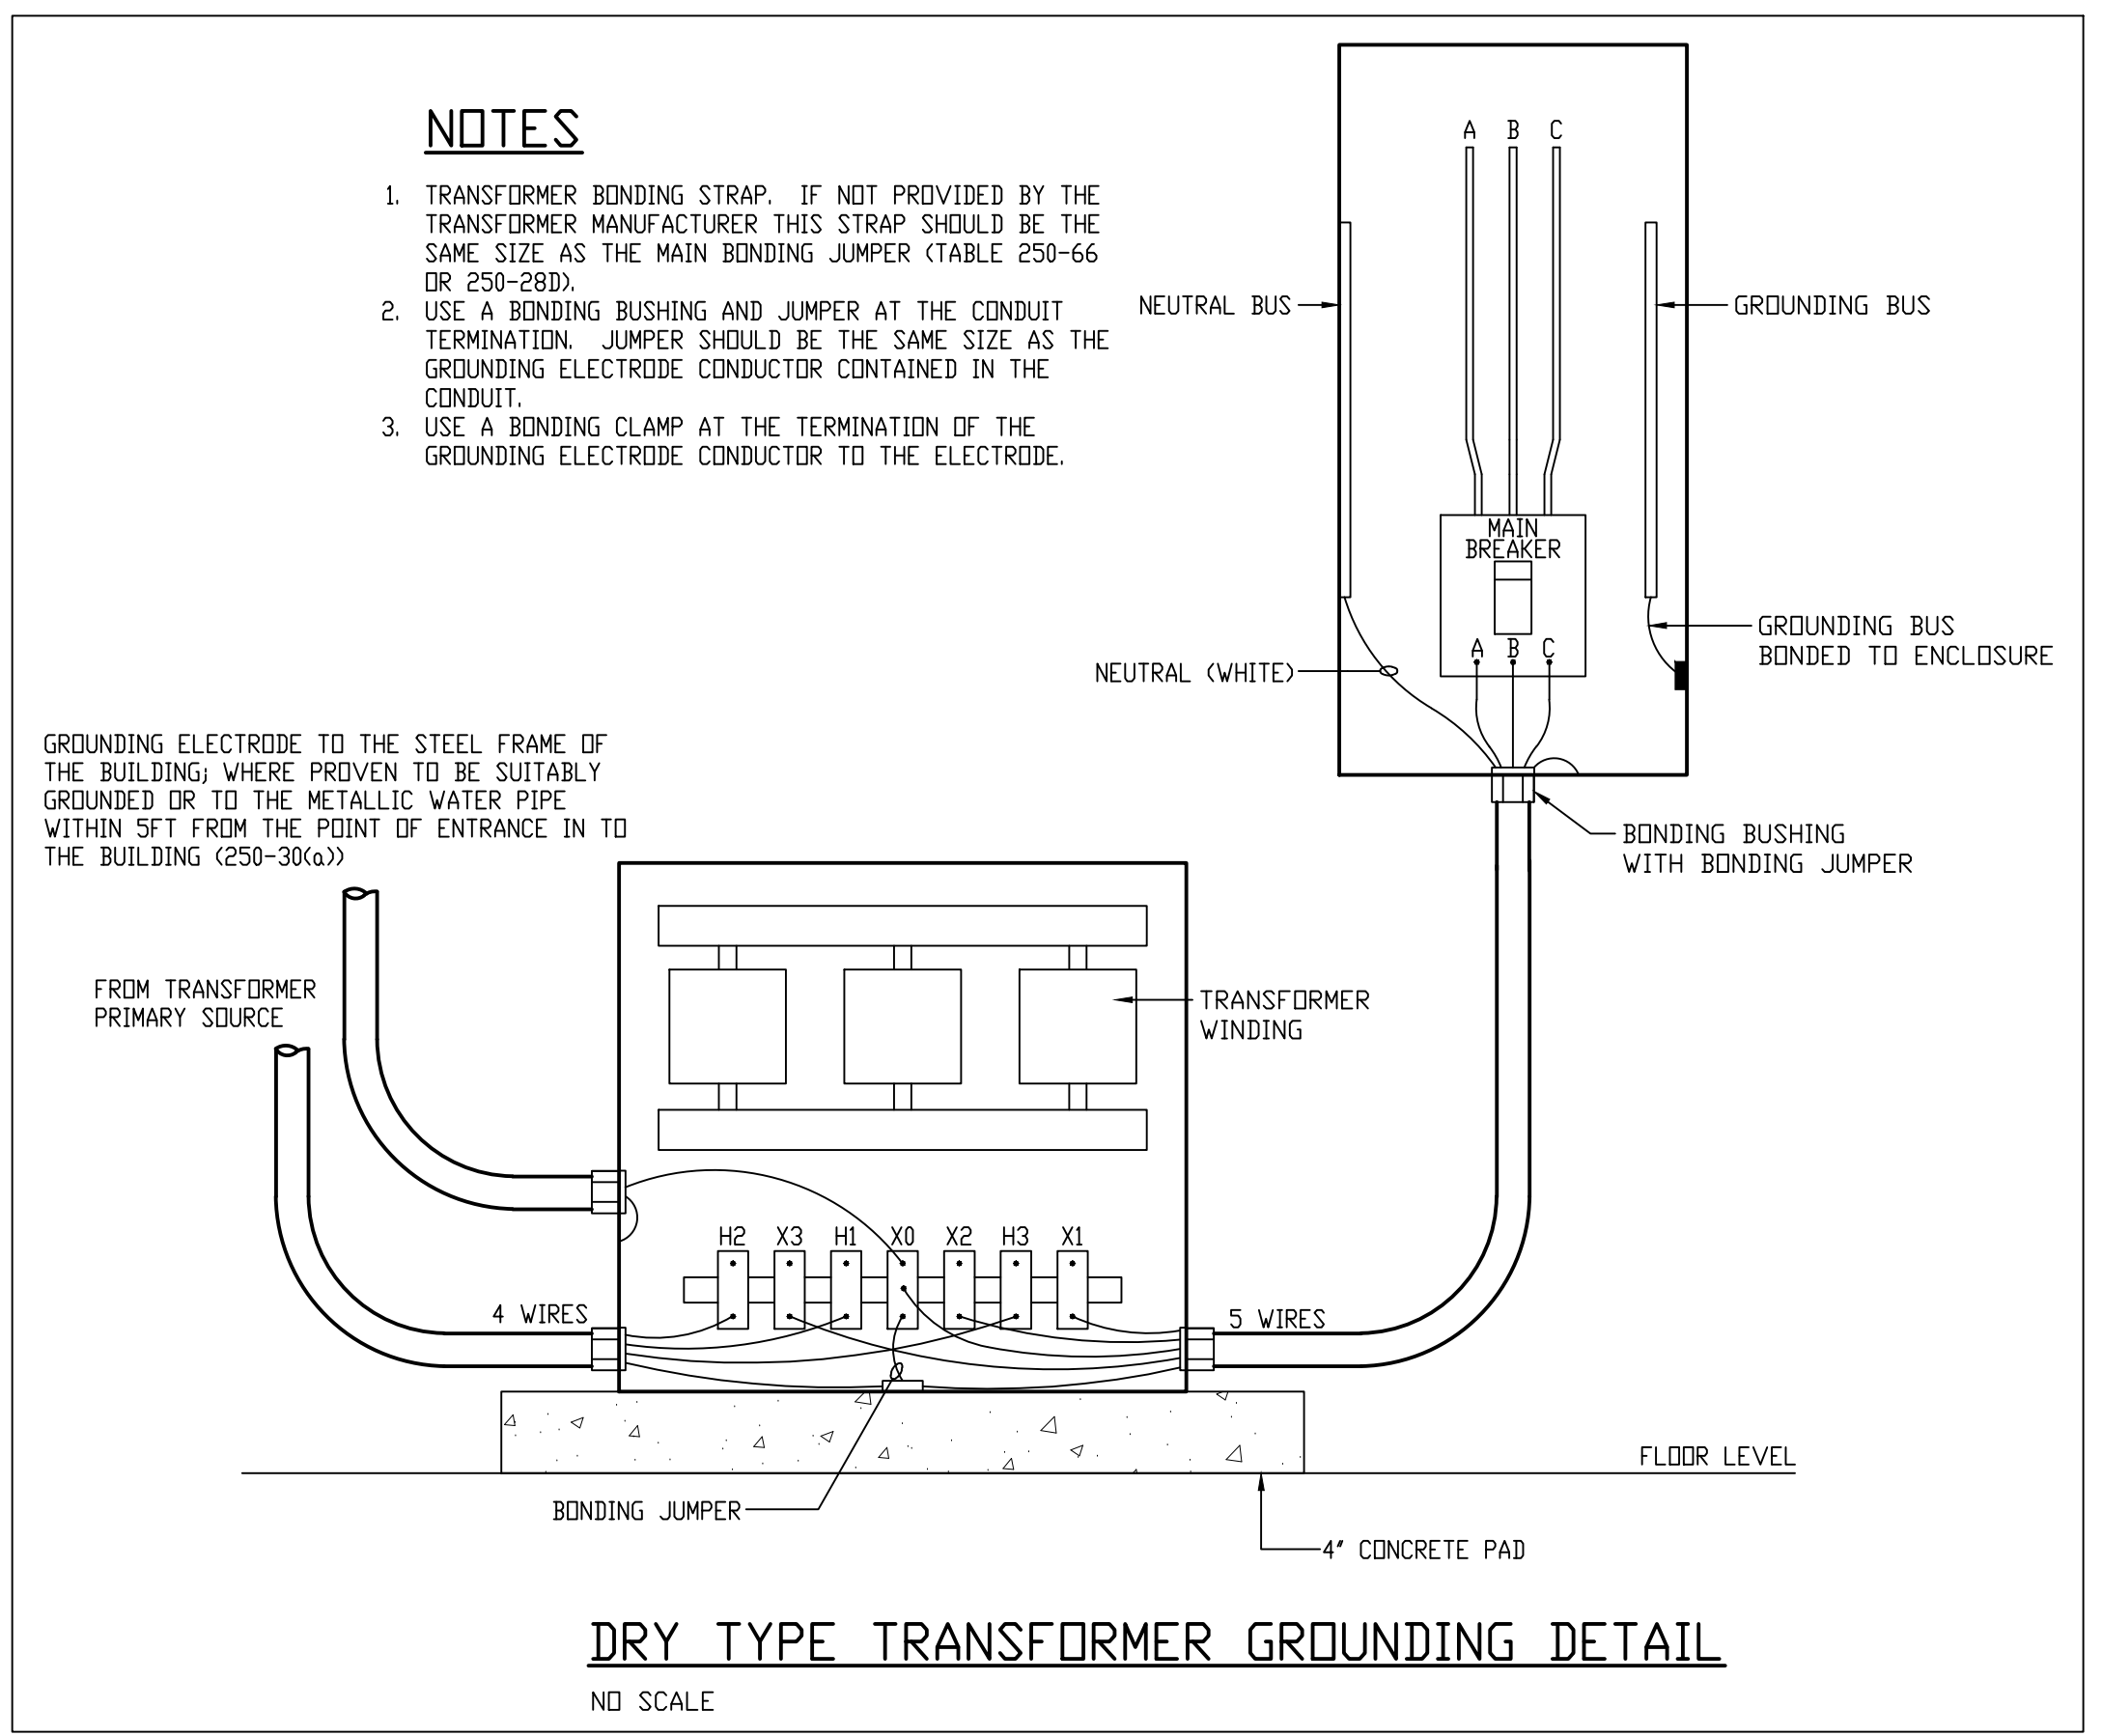 NOTES
1. TRANSFORMER BONDING STRAP. IF NOT PROVIDED BY THE
TRANSFORMER MANUFACTURER THIS STRAP SHOULD BE THE
SAME SIZE AS THE MAIN BONDING JUMPER (TABLE 250-66
OR 250-28D).
2. USE A BONDING BUSHING AND JUMPER AT THE CONDUIT
TERMINATION. JUMPER SHOULD BE THE SAME SIZE AS THE
GROUNDING ELECTRODE CONDUCTOR CONTAINED IN THE
CONDUIT.
3. USE A BONDING CLAMP AT THE TERMINATION OF THE
GROUNDING ELECTRODE CONDUCTOR TO THE ELECTRODE.
A B C
NEUTRAL BUS
GROUNDING BUS
MAIN
BREAKER
A B C
GROUNDING BUS
BONDED TO ENCLOSURE
NEUTRAL (WHITE)
BONDING BUSHING
WITH BONDING JUMPER
GROUNDING ELECTRODE TO THE STEEL FRAME OF
THE BUILDING; WHERE PROVEN TO BE SUITABLY
GROUNDED OR TO THE METALLIC WATER PIPE
WITHIN 5FT FROM THE POINT OF ENTRANCE IN TO
THE BUILDING (250-30(a))
FROM TRANSFORMER
PRIMARY SOURCE
TRANSFORMER
WINDING
H2 X3 H1 X0 X2 H3 X1
4 WIRES
5 WIRES
FLOOR LEVEL
BONDING JUMPER
4" CONCRETE PAD
DRY TYPE TRANSFORMER GROUNDING DETAIL
NO SCALE